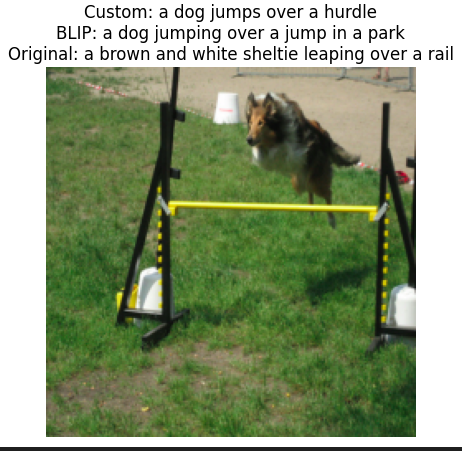 Custom: a dog jumps over a hurdle
BLIP: a dog jumping over a jump in a park
Original: a brown and white sheltie leaping over a rail